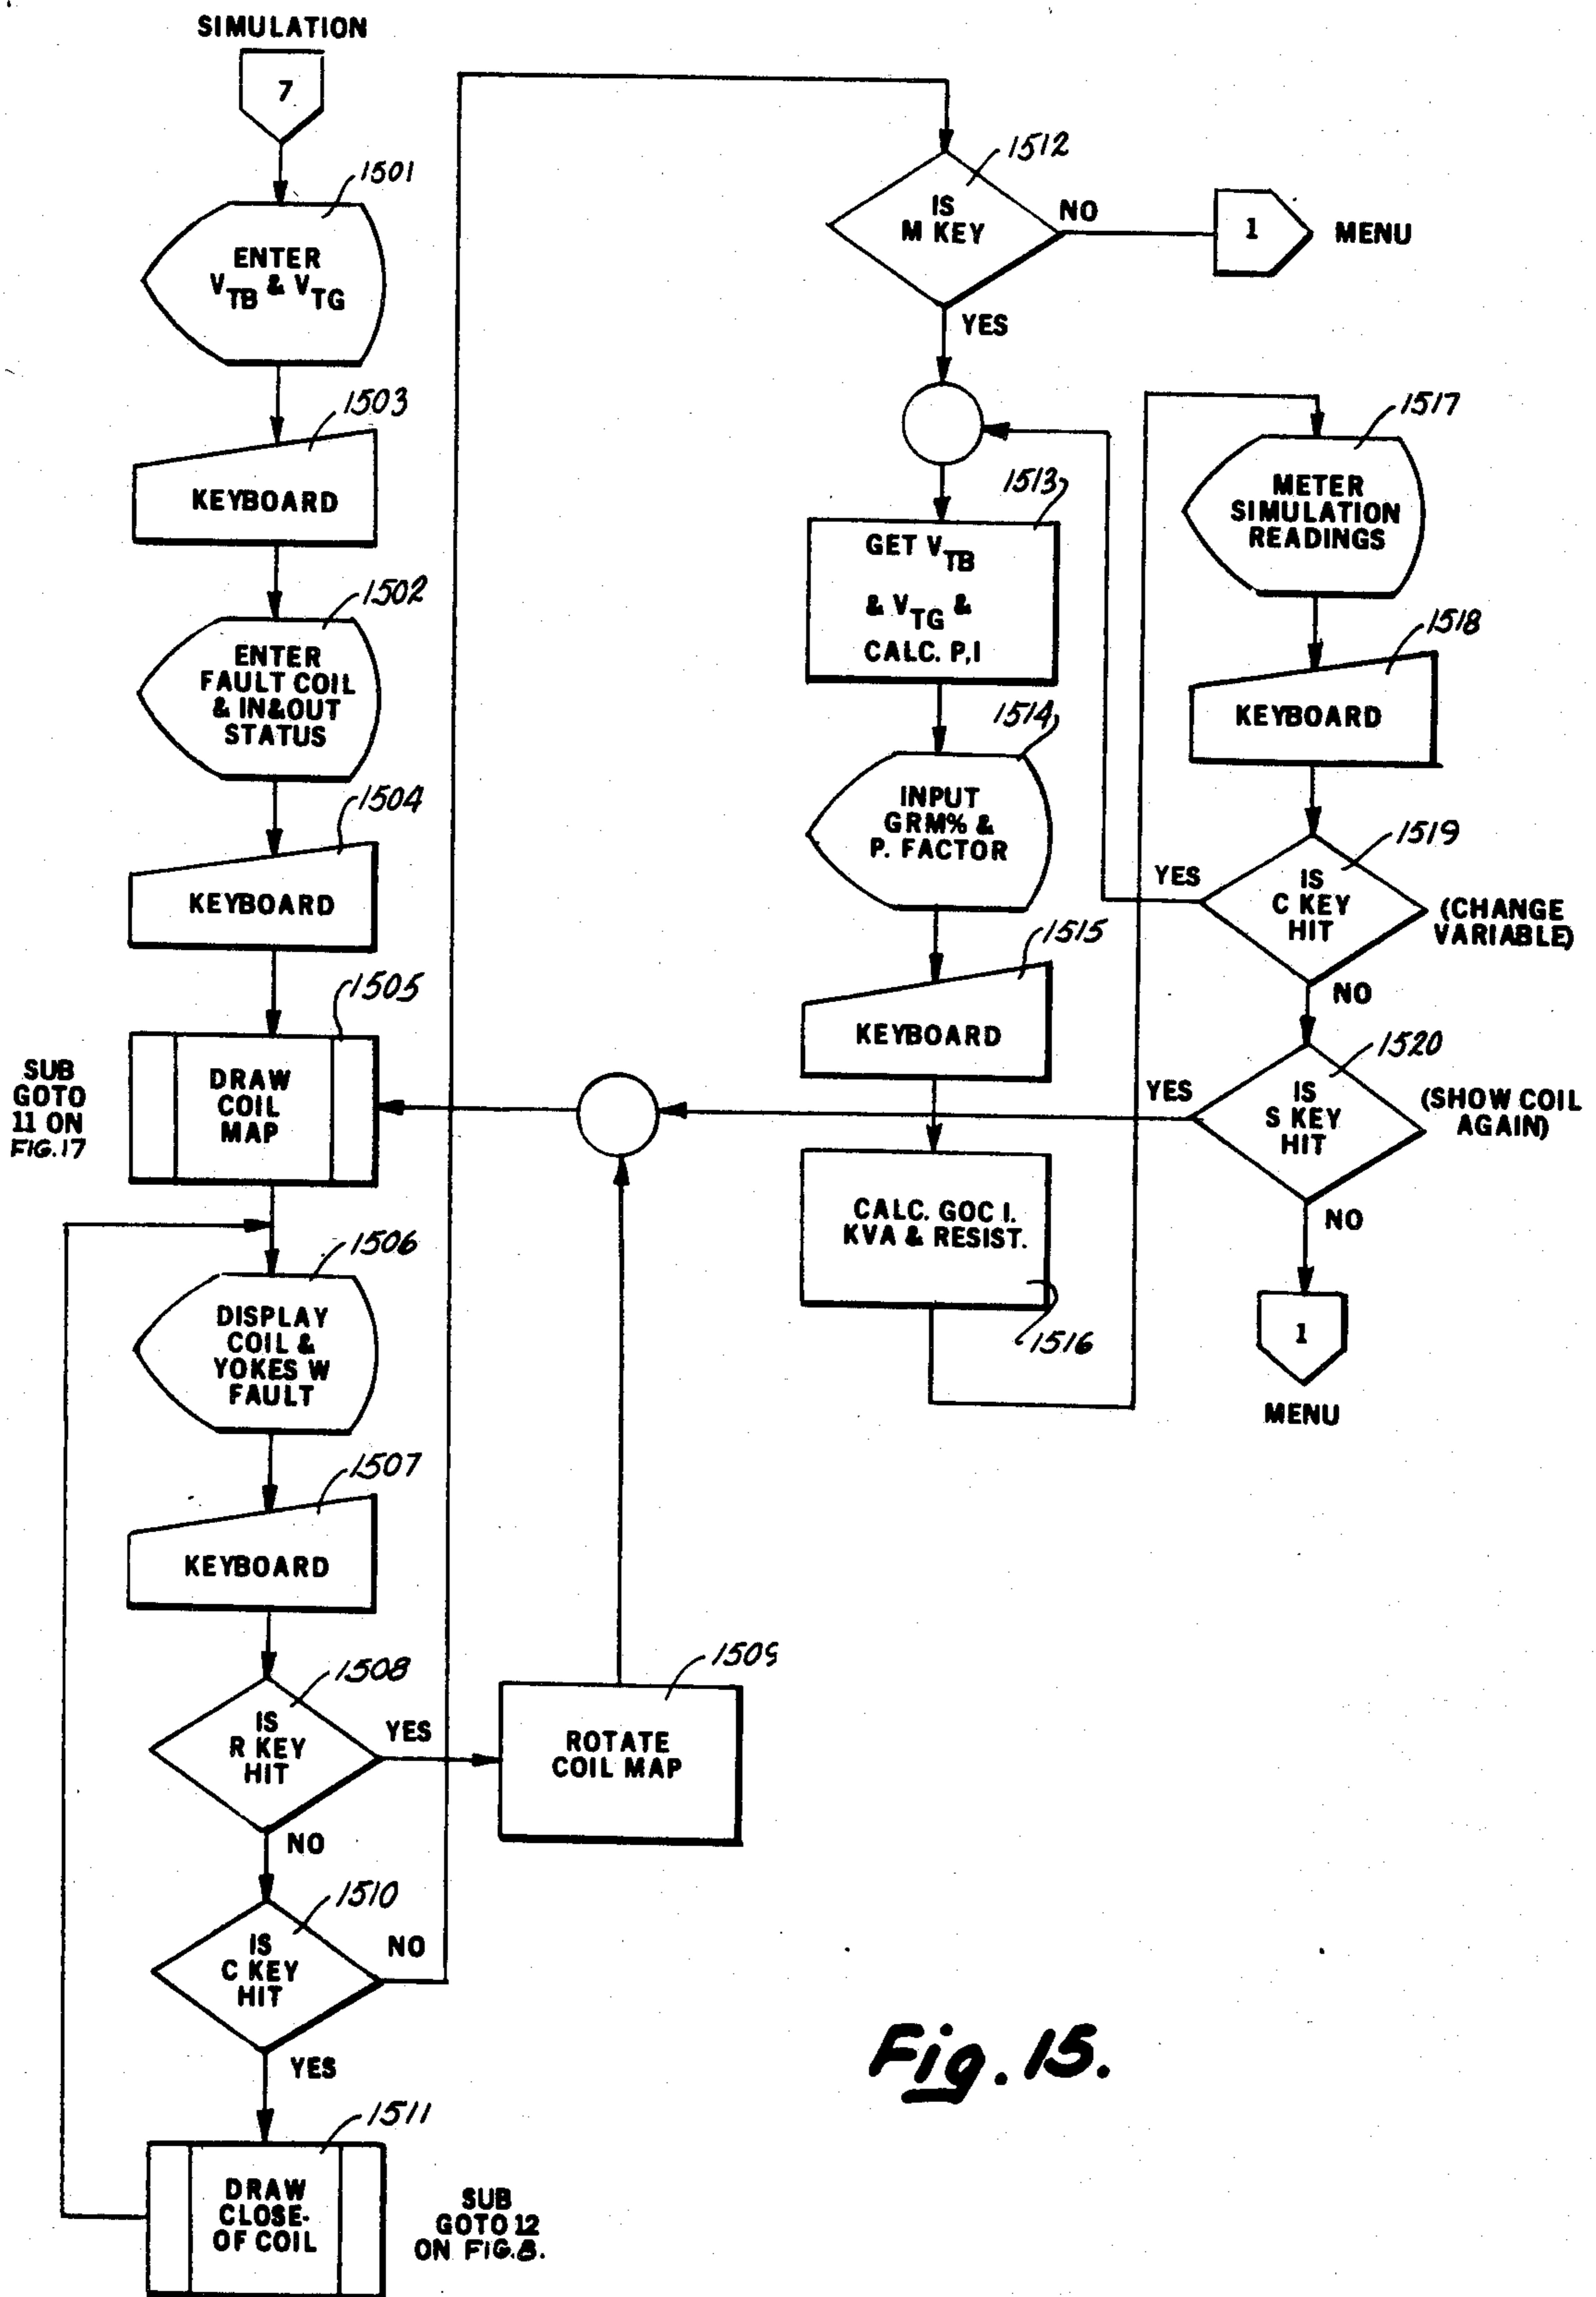 SIMULATION
7
1501
ENTER
V TB & V TG
1503
KEYBOARD
1502
ENTER
FAULT COIL
& IN&OUT
STATUS
1504
KEYBOARD
1505
SUB
GOTO
11 ON
FIG.17
DRAW
COIL
MAP
1506
DISPLAY
COIL &
YOKES W
FAULT
1507
KEYBOARD
1508
IS
R KEY
HIT
YES
NO
1509
ROTATE
COIL MAP
1510
IS
C KEY
HIT
NO
YES
1511
DRAW
CLOSE-
OF COIL
SUB
GOTO 12
ON FIG.8.
1512
IS
M KEY
NO
1
MENU
YES
1513
GET V TB
& V TG &
CALC. P,I
1514
INPUT
GRM% &
P. FACTOR
1515
KEYBOARD
CALC. GOC I.
KVA & RESIST.
1516
1517
METER
SIMULATION
READINGS
1518
KEYBOARD
1519
YES
IS
C KEY
HIT
(CHANGE
VARIABLE)
NO
1520
YES
IS
S KEY
HIT
(SHOW COIL
AGAIN)
NO
1
MENU
Fig. 15.